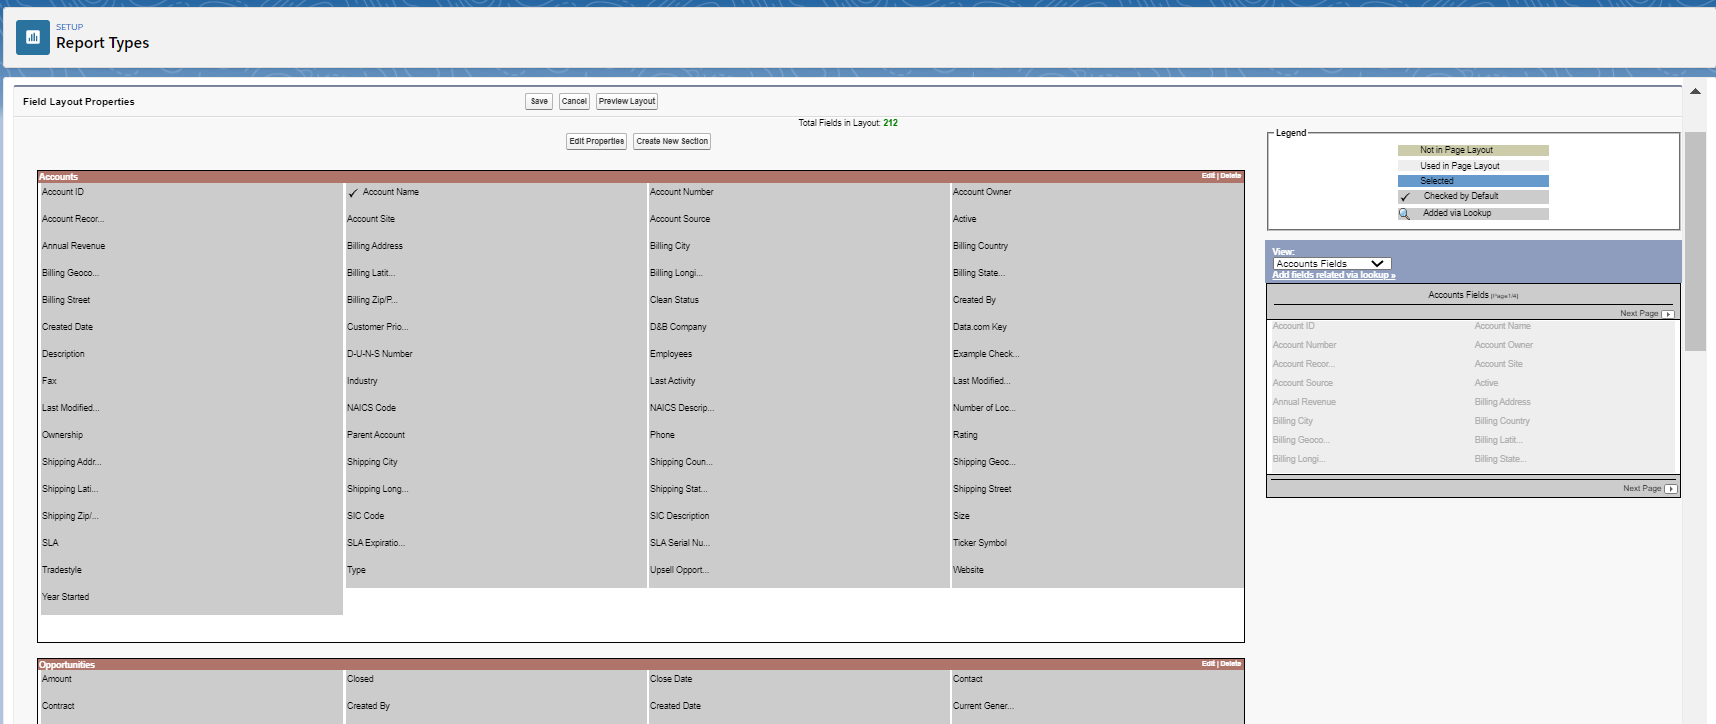 SETUP
Report Types
Field Layout Properties
Save Cancel Preview Layout
Total Fields in Layout: 212
Edit Properties Create New Section
Accounts Edit | Delete
Account ID Account Name Account Number Account Owner
Account Recor... Account Site Account Source Active
Annual Revenue Billing Address Billing City Billing Country
Billing Geoco... Billing Latit... Billing Longi... Billing State...
Billing Street Billing Zip/P... Clean Status Created By
Created Date Customer Prio... D&B Company Data.com Key
Description D-U-N-S Number Employees Example Check...
Fax Industry Last Activity Last Modified...
Last Modified... NAICS Code NAICS Descrip... Number of Loc...
Ownership Parent Account Phone Rating
Shipping Addr... Shipping City Shipping Coun... Shipping Geoc...
Shipping Lati... Shipping Long... Shipping Stat... Shipping Street
Shipping Zip/... SIC Code SIC Description Size
SLA SLA Expiratio... SLA Serial Nu... Ticker Symbol
Tradestyle Type Upsell Opport... Website
Year Started
Opportunities Edit | Delete
Amount Closed Close Date Contact
Contract Created By Created Date Current Gener...
Legend
Not in Page Layout
Used in Page Layout
Selected
Checked by Default
Added via Lookup
View:
Accounts Fields
Add fields related via lookup »
Accounts Fields [Page1/4]
Next Page
Account ID Account Name
Account Number Account Owner
Account Recor... Account Site
Account Source Active
Annual Revenue Billing Address
Billing City Billing Country
Billing Geoco... Billing Latit...
Billing Longi... Billing State...
Next Page